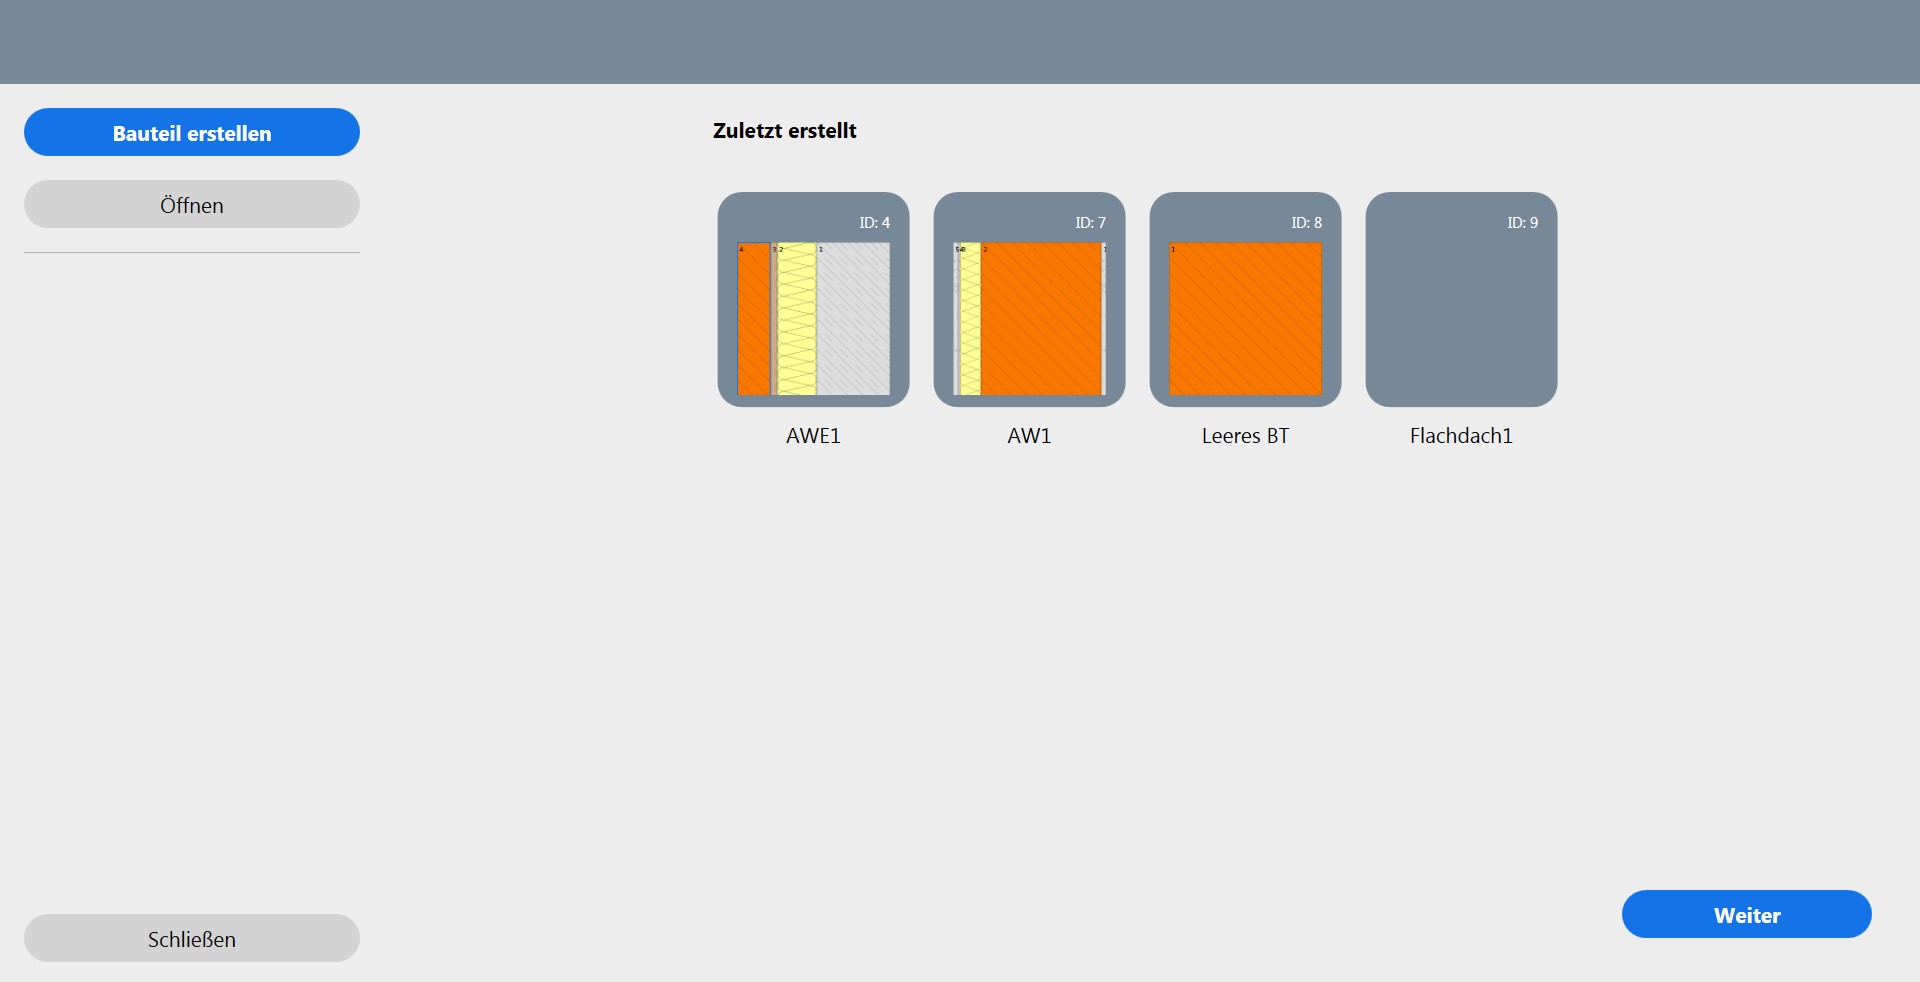 Bauteil erstellen
Öffnen
Schließen
Zuletzt erstellt
ID: 4
4 3 2 1
AWE1
ID: 7
5 4 3 2 1
AW1
ID: 8
1
Leeres BT
ID: 9
Flachdach1
Weiter